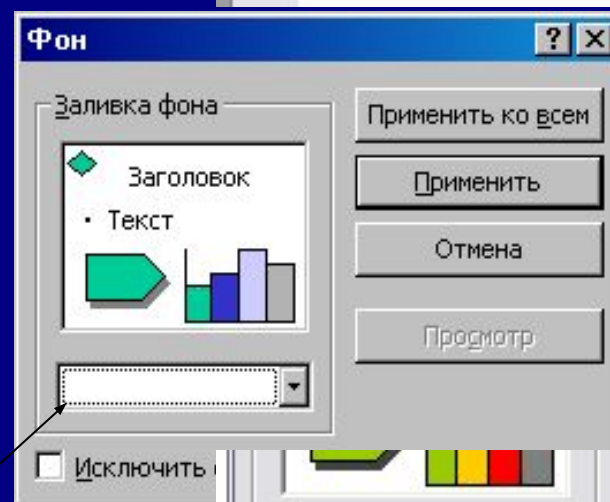 Фон
Заливка фона
Заголовок
· Текст
Применить ко всем
Применить
Отмена
Просмотр
Исключить